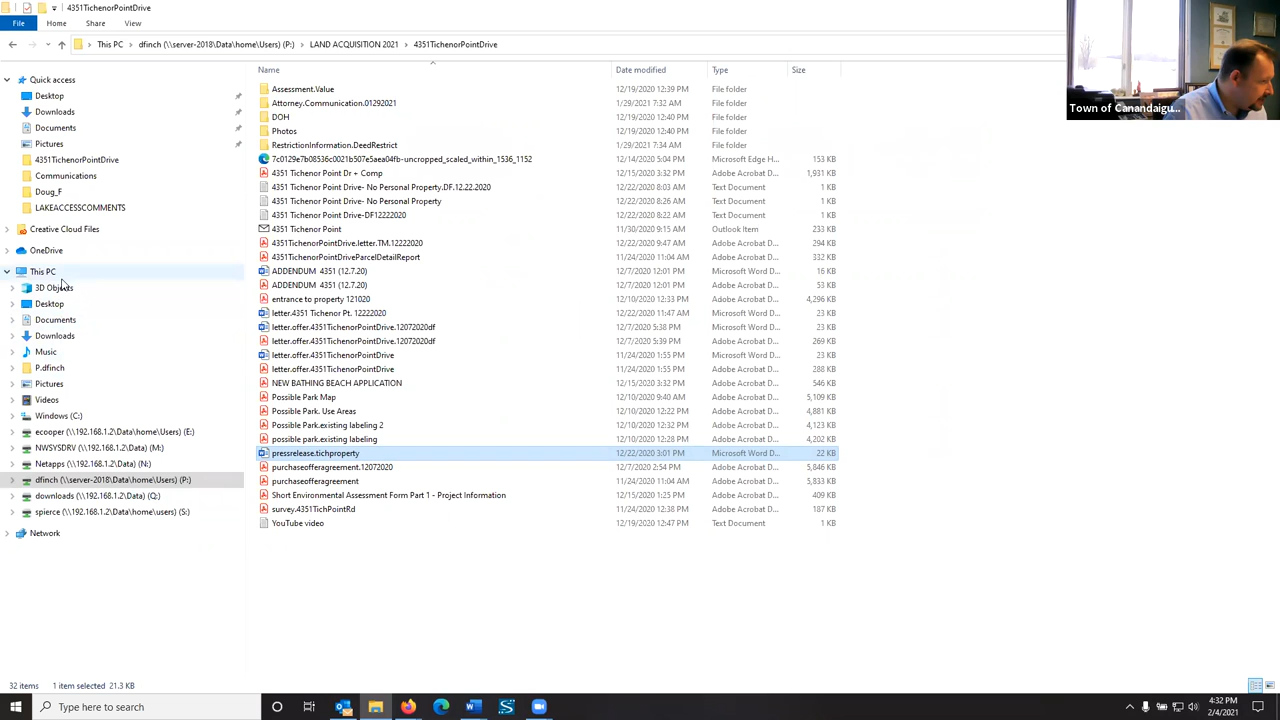 4351TichenorPointDrive
File Home Share View
This PC dfinch (\\server-2018\Data\home\Users) (P:) LAND ACQUISITION 2021 4351TichenorPointDrive
Town of Canandaigu...
Name Date modified Type Size
Quick access
Desktop
Downloads
Documents
Pictures
4351TichenorPointDrive
Communications
Doug_F
LAKEACCESSCOMMENTS
Creative Cloud Files
OneDrive
This PC
3D Objects
Desktop
Documents
Downloads
Music
P.dfinch
Pictures
Videos
Windows (C:)
ecooper (\\192.168.1.2\Data\home\Users) (E:)
NWSYSDRV (\\192.168.1.2\Data) (M:)
Netapps (\\192.168.1.2\Data) (N:)
dfinch (\\server-2018\Data\home\Users) (P:)
downloads (\\192.168.1.2\Data) (Q:)
spierce (\\192.168.1.2\Data\home\users) (S:)
Network
Assessment.Value 12/19/2020 12:39 PM File folder
Attorney.Communication.01292021 1/29/2021 7:32 AM File folder
DOH 12/19/2020 12:40 PM File folder
Photos 12/19/2020 12:40 PM File folder
RestrictionInformation.DeedRestrict 1/29/2021 7:34 AM File folder
7c0129e7b08536c0021b507e5aea04fb-uncropped_scaled_within_1536_1152 12/14/2020 5:04 PM Microsoft Edge H... 153 KB
4351 Tichenor Point Dr + Comp 12/15/2020 3:32 PM Adobe Acrobat D... 1,931 KB
4351 Tichenor Point Drive- No Personal Property.DF.12.22.2020 12/22/2020 8:03 AM Text Document 1 KB
4351 Tichenor Point Drive- No Personal Property 12/22/2020 8:26 AM Text Document 1 KB
4351 Tichenor Point Drive-DF12222020 12/22/2020 8:22 AM Text Document 1 KB
4351 Tichenor Point 11/30/2020 9:15 AM Outlook Item 233 KB
4351TichenorPointDrive.letter.TM.12222020 12/22/2020 9:47 AM Adobe Acrobat D... 294 KB
4351TichenorPointDriveParcelDetailReport 11/24/2020 11:04 AM Adobe Acrobat D... 332 KB
ADDENDUM 4351 (12.7.20) 12/7/2020 12:01 PM Microsoft Word D... 16 KB
ADDENDUM 4351 (12.7.20) 12/7/2020 12:01 PM Adobe Acrobat D... 53 KB
entrance to property 121020 12/10/2020 12:33 PM Adobe Acrobat D... 4,296 KB
letter.4351 Tichenor Pt. 12222020 12/22/2020 11:47 AM Microsoft Word D... 23 KB
letter.offer.4351TichenorPointDrive.12072020df 12/7/2020 5:38 PM Microsoft Word D... 23 KB
letter.offer.4351TichenorPointDrive.12072020df 12/7/2020 5:39 PM Adobe Acrobat D... 269 KB
letter.offer.4351TichenorPointDrive 11/24/2020 1:55 PM Microsoft Word D... 23 KB
letter.offer.4351TichenorPointDrive 11/24/2020 1:55 PM Adobe Acrobat D... 288 KB
NEW BATHING BEACH APPLICATION 12/15/2020 3:32 PM Adobe Acrobat D... 546 KB
Possible Park Map 12/10/2020 9:40 AM Adobe Acrobat D... 5,109 KB
Possible Park. Use Areas 12/10/2020 12:22 PM Adobe Acrobat D... 4,881 KB
Possible Park.existing labeling 2 12/10/2020 12:41 PM Adobe Acrobat D... 4,123 KB
possible park.existing labeling 12/10/2020 12:28 PM Adobe Acrobat D... 4,202 KB
pressrelease.tichproperty 12/22/2020 3:01 PM Microsoft Word D... 22 KB
purchaseofferagreement.12072020 12/7/2020 2:54 PM Adobe Acrobat D... 5,846 KB
purchaseofferagreement 11/24/2020 11:04 AM Adobe Acrobat D... 5,833 KB
Short Environmental Assessment Form Part 1 - Project Information 12/15/2020 1:25 PM Adobe Acrobat D... 409 KB
survey.4351TichPointRd 11/24/2020 12:38 PM Adobe Acrobat D... 187 KB
YouTube video 12/19/2020 12:47 PM Text Document 1 KB
32 items 1 item selected 21.3 KB
Type here to search
4:32 PM
2/4/2021